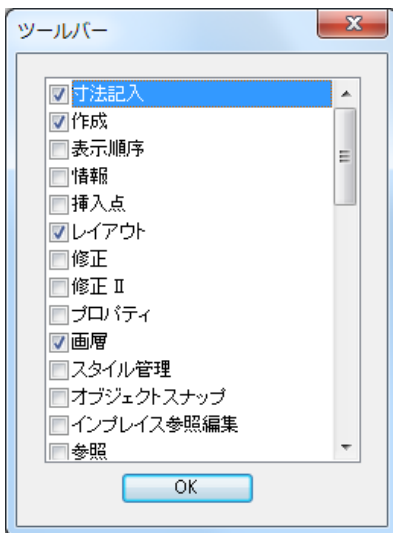 ツールバー
寸法記入
作成
表示順序
情報
挿入点
レイアウト
修正
修正 II
プロパティ
画層
スタイル管理
オブジェクトスナップ
インプレイス参照編集
参照
OK